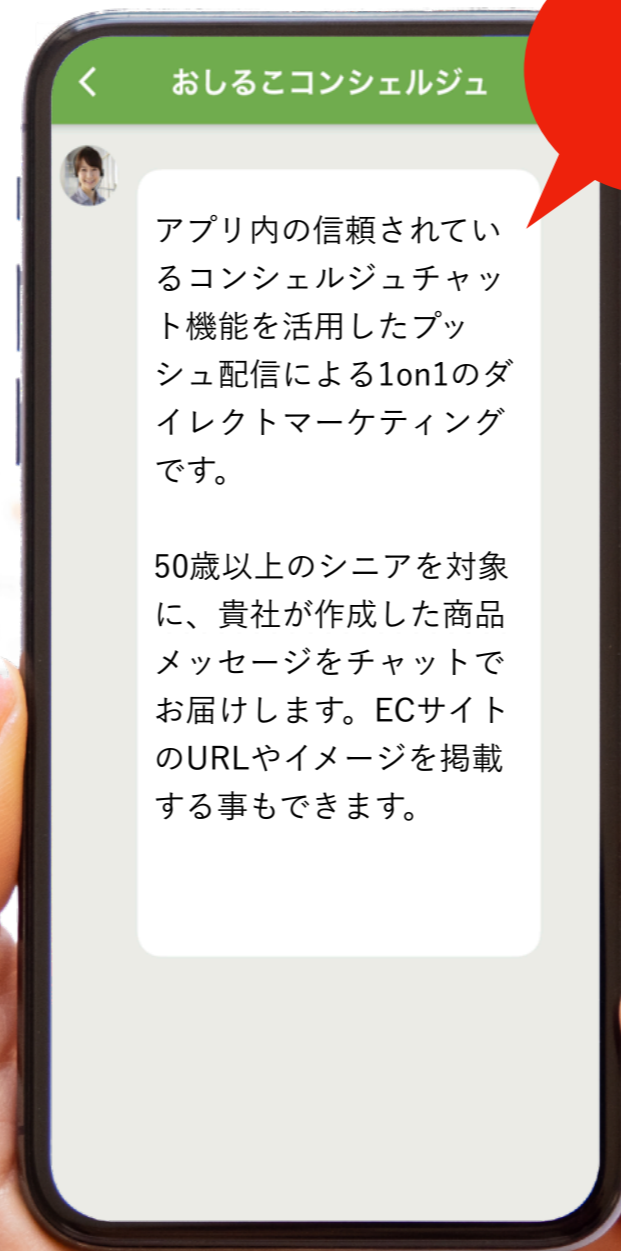 おしるこコンシェルジュ
アプリ内の信頼されてい
るコンシェルジュチャッ
ト機能を活用したプッ
シュ配信による1on1のダ
イレクトマーケティング
です。
50歳以上のシニアを対象
に、貴社が作成した商品
メッセージをチャットで
お届けします。ECサイト
のURLやイメージを掲載
する事もできます。